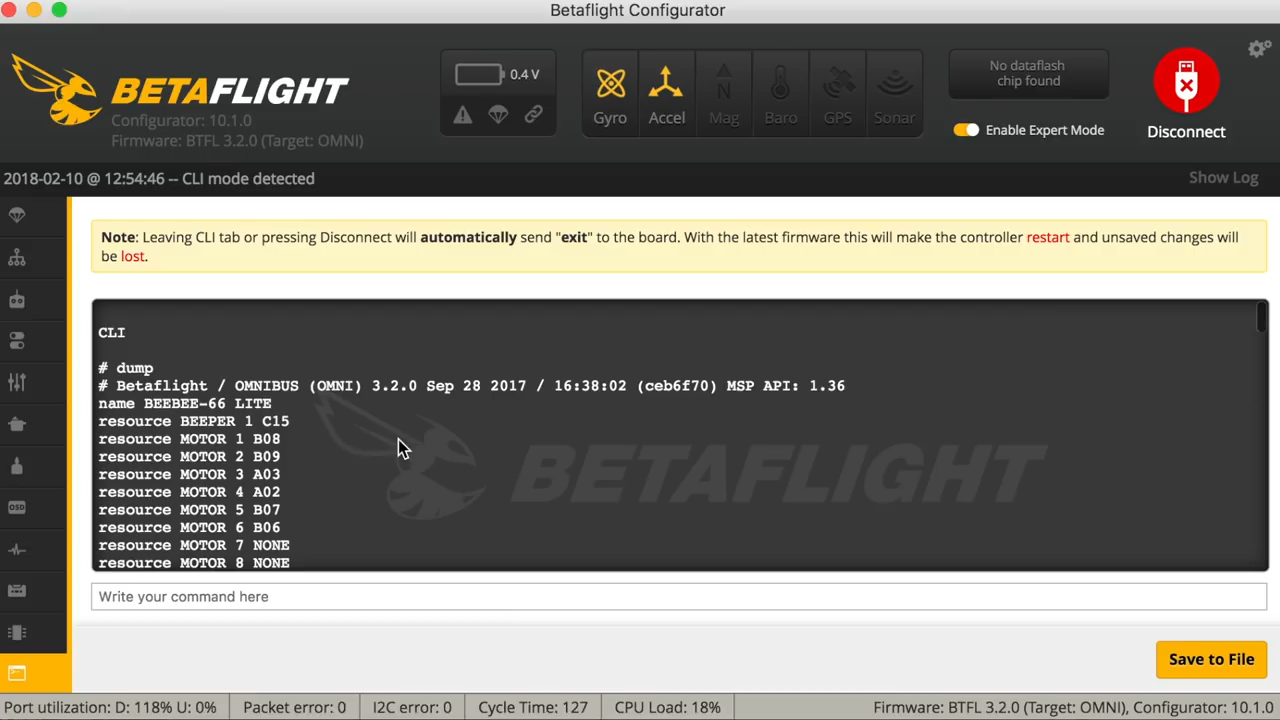 Betaflight Configurator
BETAFLIGHT
Configurator: 10.1.0
Firmware: BTFL 3.2.0 (Target: OMNI)
0.4 V
Gyro
Accel
N
Mag
Baro
GPS
Sonar
No dataflash
chip found
Enable Expert Mode
Disconnect
2018-02-10 @ 12:54:46 -- CLI mode detected
Show Log
Note: Leaving CLI tab or pressing Disconnect will automatically send "exit" to the board. With the latest firmware this will make the controller restart and unsaved changes will
be lost.
CLI
# dump
# Betaflight / OMNIBUS (OMNI) 3.2.0 Sep 28 2017 / 16:38:02 (ceb6f70) MSP API: 1.36
name BEEBEE-66 LITE
resource BEEPER 1 C15
resource MOTOR 1 B08
resource MOTOR 2 B09
resource MOTOR 3 A03
resource MOTOR 4 A02
resource MOTOR 5 B07
resource MOTOR 6 B06
resource MOTOR 7 NONE
resource MOTOR 8 NONE
BETAFLIGHT
OSD
Write your command here
Save to File
Port utilization: D: 118% U: 0%
Packet error: 0
I2C error: 0
Cycle Time: 127
CPU Load: 18%
Firmware: BTFL 3.2.0 (Target: OMNI), Configurator: 10.1.0